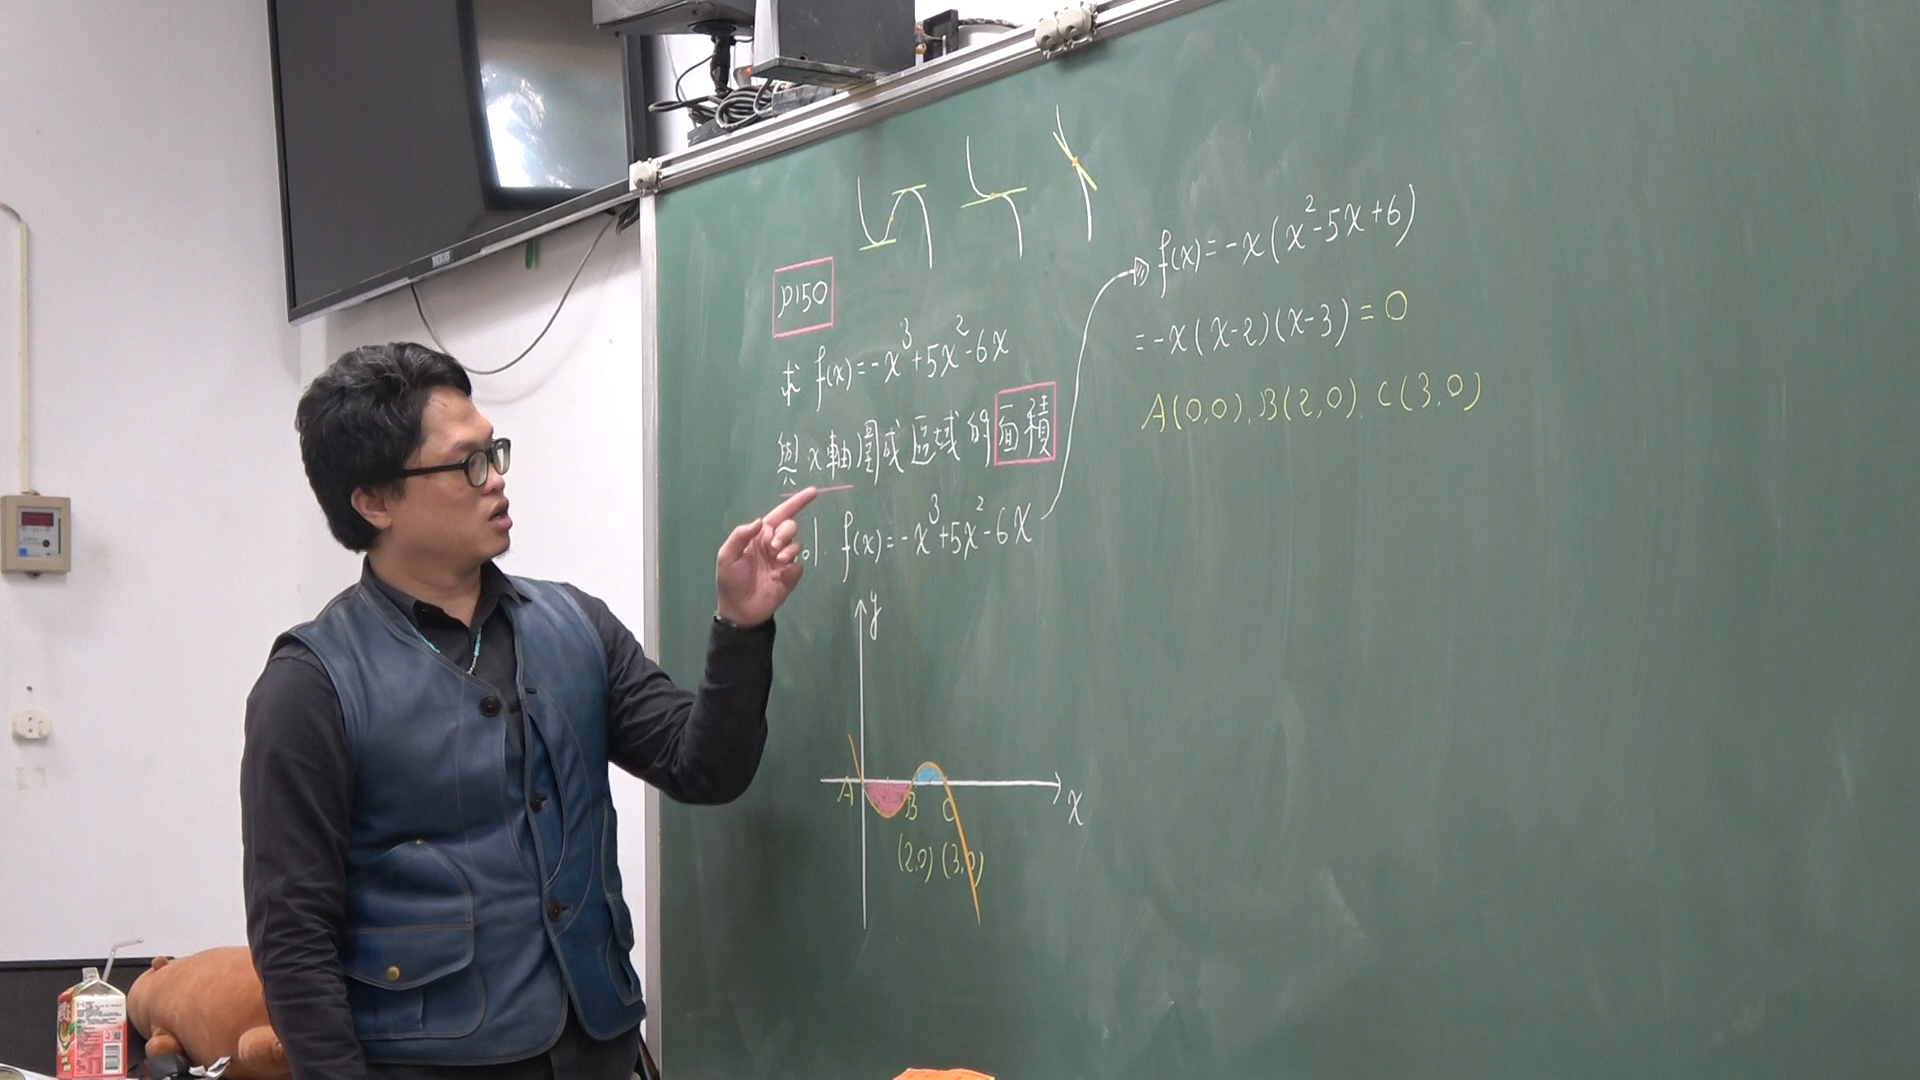 P150
求 f(x)=-x³+5x²-6x
與x軸圍成區域的面積
sol. f(x)=-x³+5x²-6x
y
A
B
C
x
(2,0) (3,0)
f(x)=-x(x²-5x+6)
=-x(x-2)(x-3)=0
A(0,0), B(2,0), C(3,0)